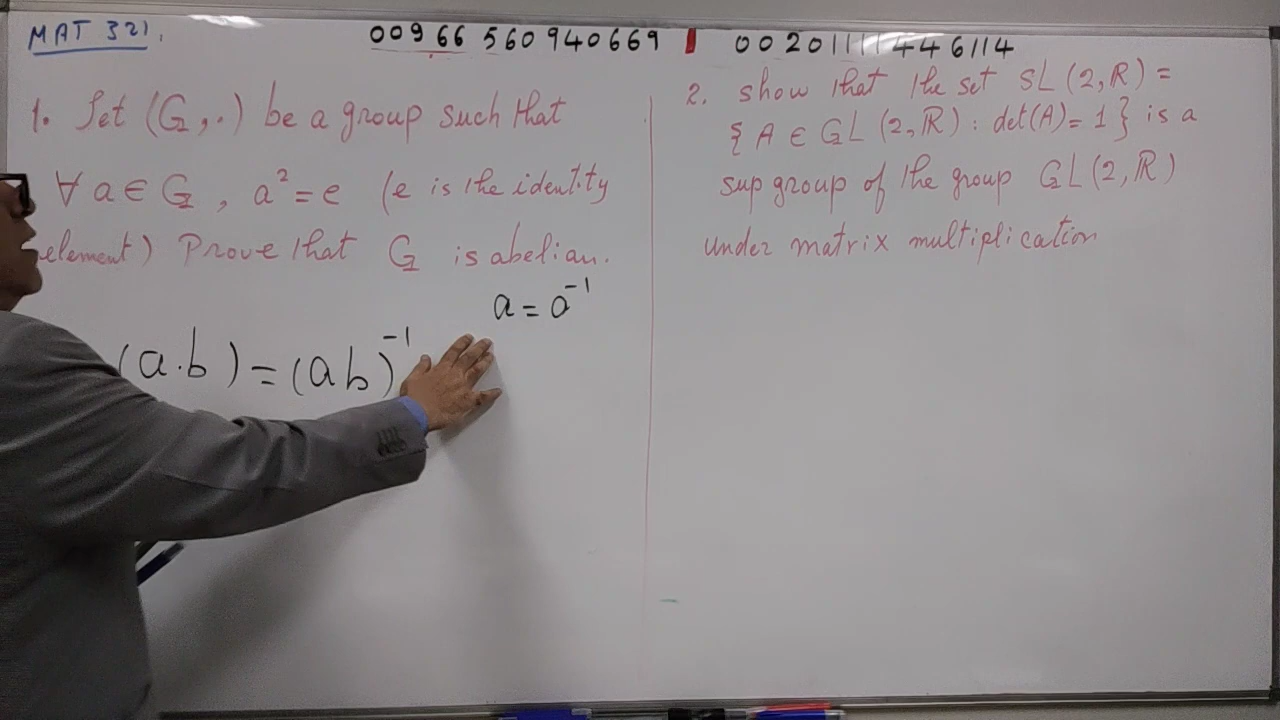 MAT 321.
00966 560940669 00201111446114
1. Let (G,.) be a group such that
∀ a ∈ G, a² = e (e is the identity
element) Prove that G is abelian.
a = a⁻¹
(a.b) = (ab)⁻¹
2. show that the set SL(2,ℝ) =
{A ∈ GL(2,ℝ) : det(A) = 1} is a
sup group of the group GL(2,ℝ)
under matrix multiplication